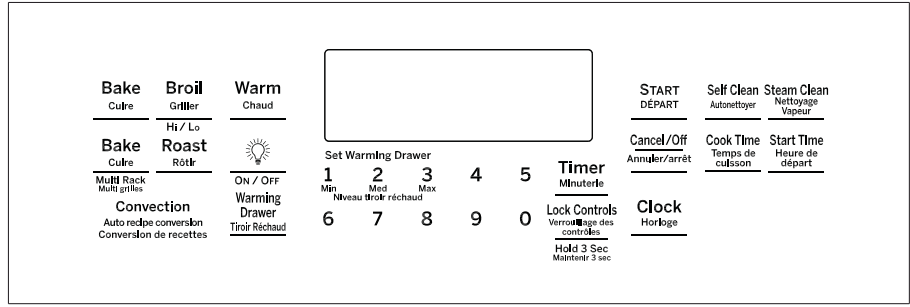 Bake
Cuire
Broil
Griller
Hi / Lo
Warm
Chaud
Bake
Cuire
Multi Rack
Multi grilles
Roast
Rôtir
ON / OFF
Convection
Auto recipe conversion
Conversion de recettes
Warming
Drawer
Tiroir Réchaud
Set Warming Drawer
1 2 3 4 5
Min Med Max
Niveau tiroir réchaud
6 7 8 9 0
Timer
Minuterie
Lock Controls
Verrouillage des
contrôles
Hold 3 Sec
Maintenir 3 sec
START
DÉPART
Cancel/Off
Annuler/arrêt
Clock
Horloge
Self Clean
Autonettoyer
Steam Clean
Nettoyage
Vapeur
Cook Time
Temps de
cuisson
Start Time
Heure de
départ